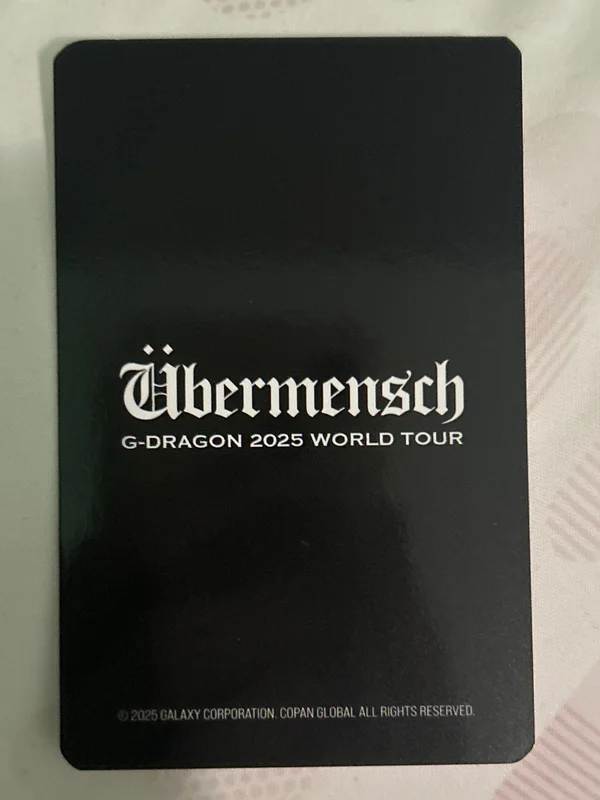 Übermensch
G-DRAGON 2025 WORLD TOUR
© 2025 GALAXY CORPORATION. COPAN GLOBAL ALL RIGHTS RESERVED.